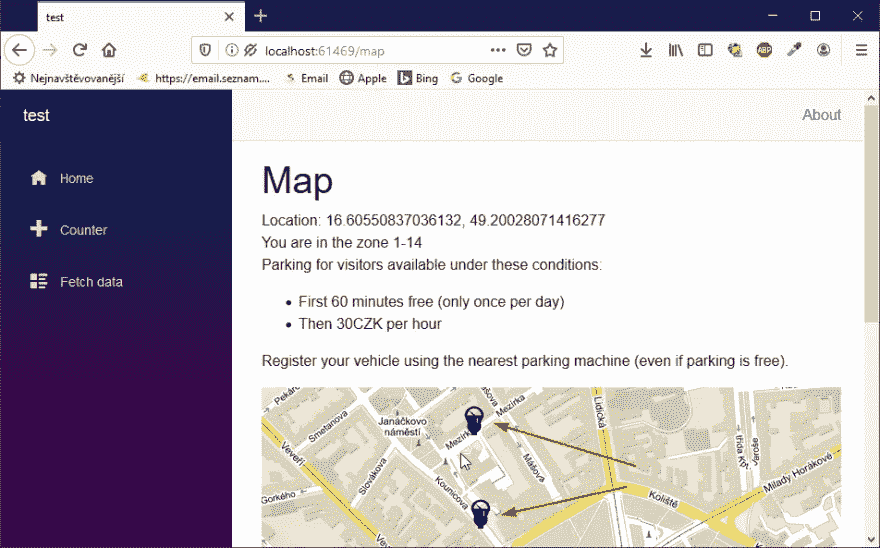 test
localhost:61469/map
Nejnavštěvovanější
https://email.seznam....
Email
Apple
Bing
Google
test
About
Home
Counter
Fetch data
Map
Location: 16.60550837036132, 49.20028071416277
You are in the zone 1-14
Parking for visitors available under these conditions:
First 60 minutes free (only once per day)
Then 30CZK per hour
Register your vehicle using the nearest parking machine (even if parking is free).
Smetanova
Janáčkovo
náměstí
Mezírka
Mezírka
Mášova
Lidická
třída Kpt.
Jaroše
Veveří
Slovákova
Kounicova
Gorkého
Koliště
Milady Horákové